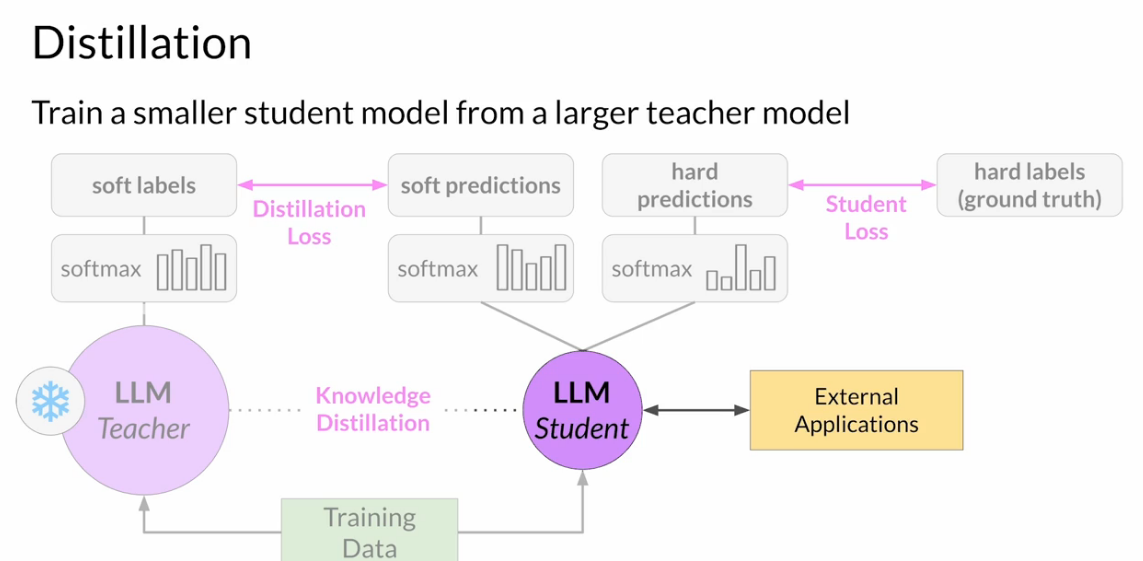 Distillation
Train a smaller student model from a larger teacher model
soft labels
Distillation
Loss
soft predictions
hard
predictions
Student
Loss
hard labels
(ground truth)
softmax
softmax
softmax
LLM
Teacher
Knowledge
Distillation
LLM
Student
External
Applications
Training
Data